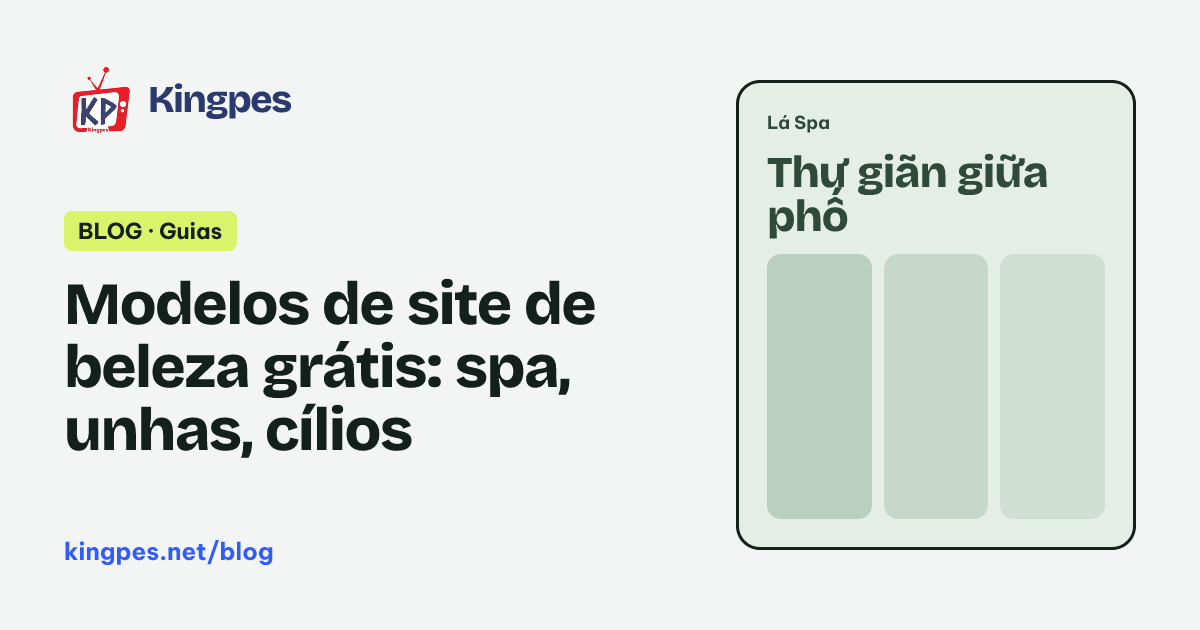 KP
Kingpes
Kingpes
BLOG · Guias
Modelos de site de
beleza grátis: spa,
unhas, cílios
kingpes.net/blog
Lá Spa
Thư giãn giữa
phố